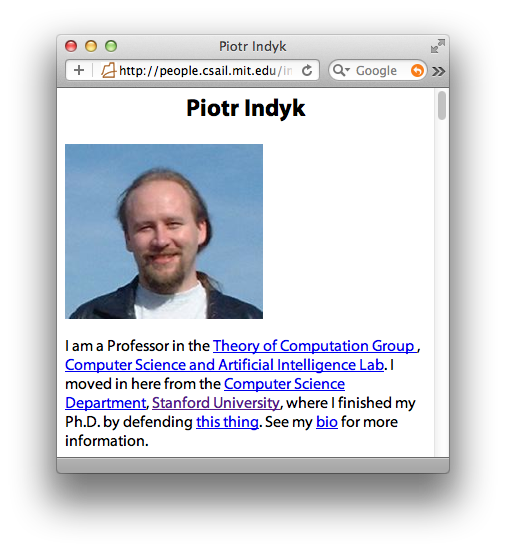 Piotr Indyk
http://people.csail.mit.edu/in
Google
Piotr Indyk
I am a Professor in the Theory of Computation Group ,
Computer Science and Artificial Intelligence Lab. I
moved in here from the Computer Science
Department, Stanford University, where I finished my
Ph.D. by defending this thing. See my bio for more
information.